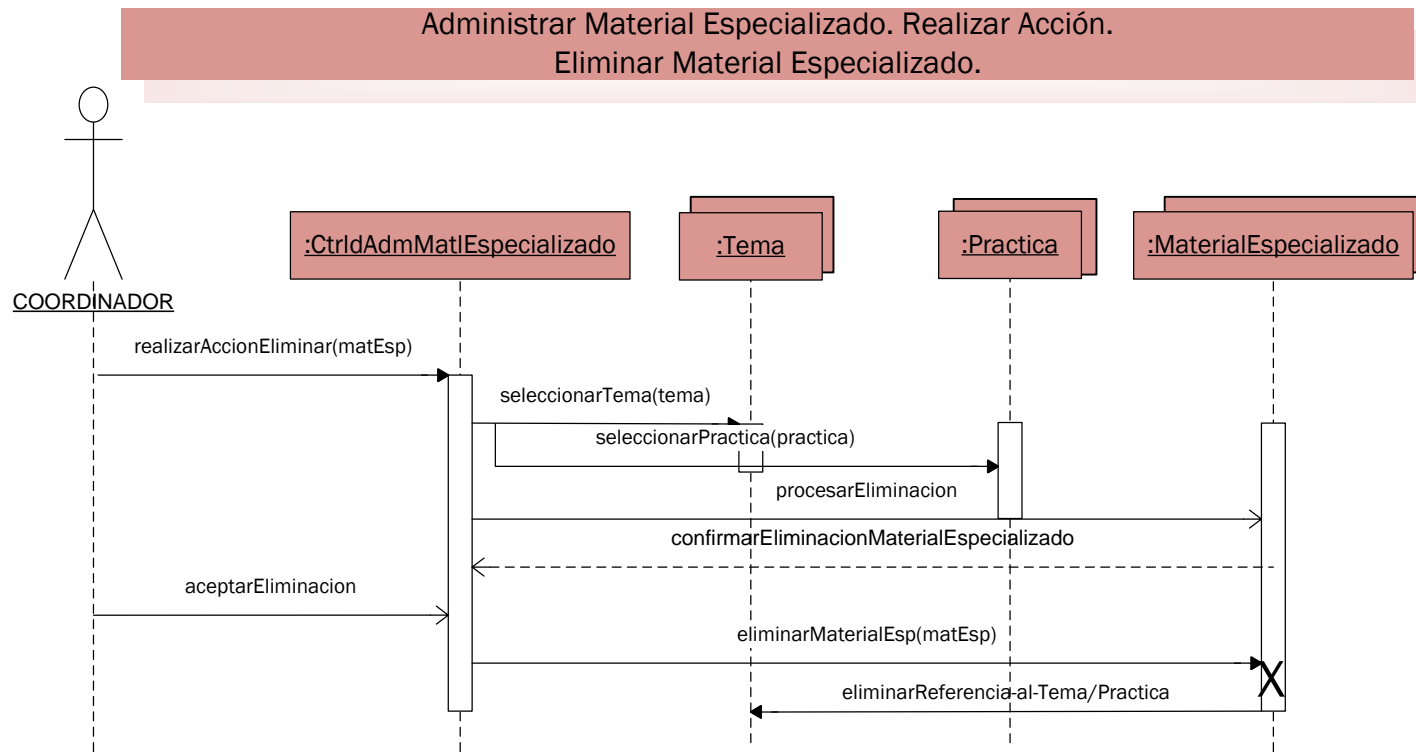 Administrar Material Especializado. Realizar Acción.
Eliminar Material Especializado.
:CtrldAdmMatlEspecializado
:Tema
:Practica
:MaterialEspecializado
COORDINADOR
realizarAccionEliminar(matEsp)
seleccionarTema(tema)
seleccionarPractica(practica)
procesarEliminacion
confirmarEliminacionMaterialEspecializado
aceptarEliminacion
eliminarMaterialEsp(matEsp)
X
eliminarReferencia-al-Tema/Practica